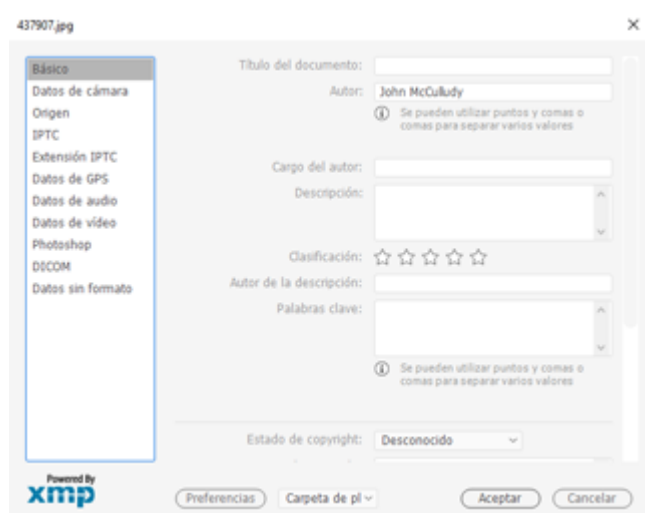 437907.jpg
Básico
Datos de cámara
Origen
IPTC
Extensión IPTC
Datos de GPS
Datos de audio
Datos de vídeo
Photoshop
DICOM
Datos sin formato
Título del documento:
Autor: John McCulludy
Se pueden utilizar puntos y comas o
comas para separar varios valores
Cargo del autor:
Descripción:
Clasificación:
Autor de la descripción:
Palabras clave:
Se pueden utilizar puntos y comas o
comas para separar varios valores
Estado de copyright: Desconocido
Powered By
xmp
Preferencias Carpeta de pl Aceptar Cancelar